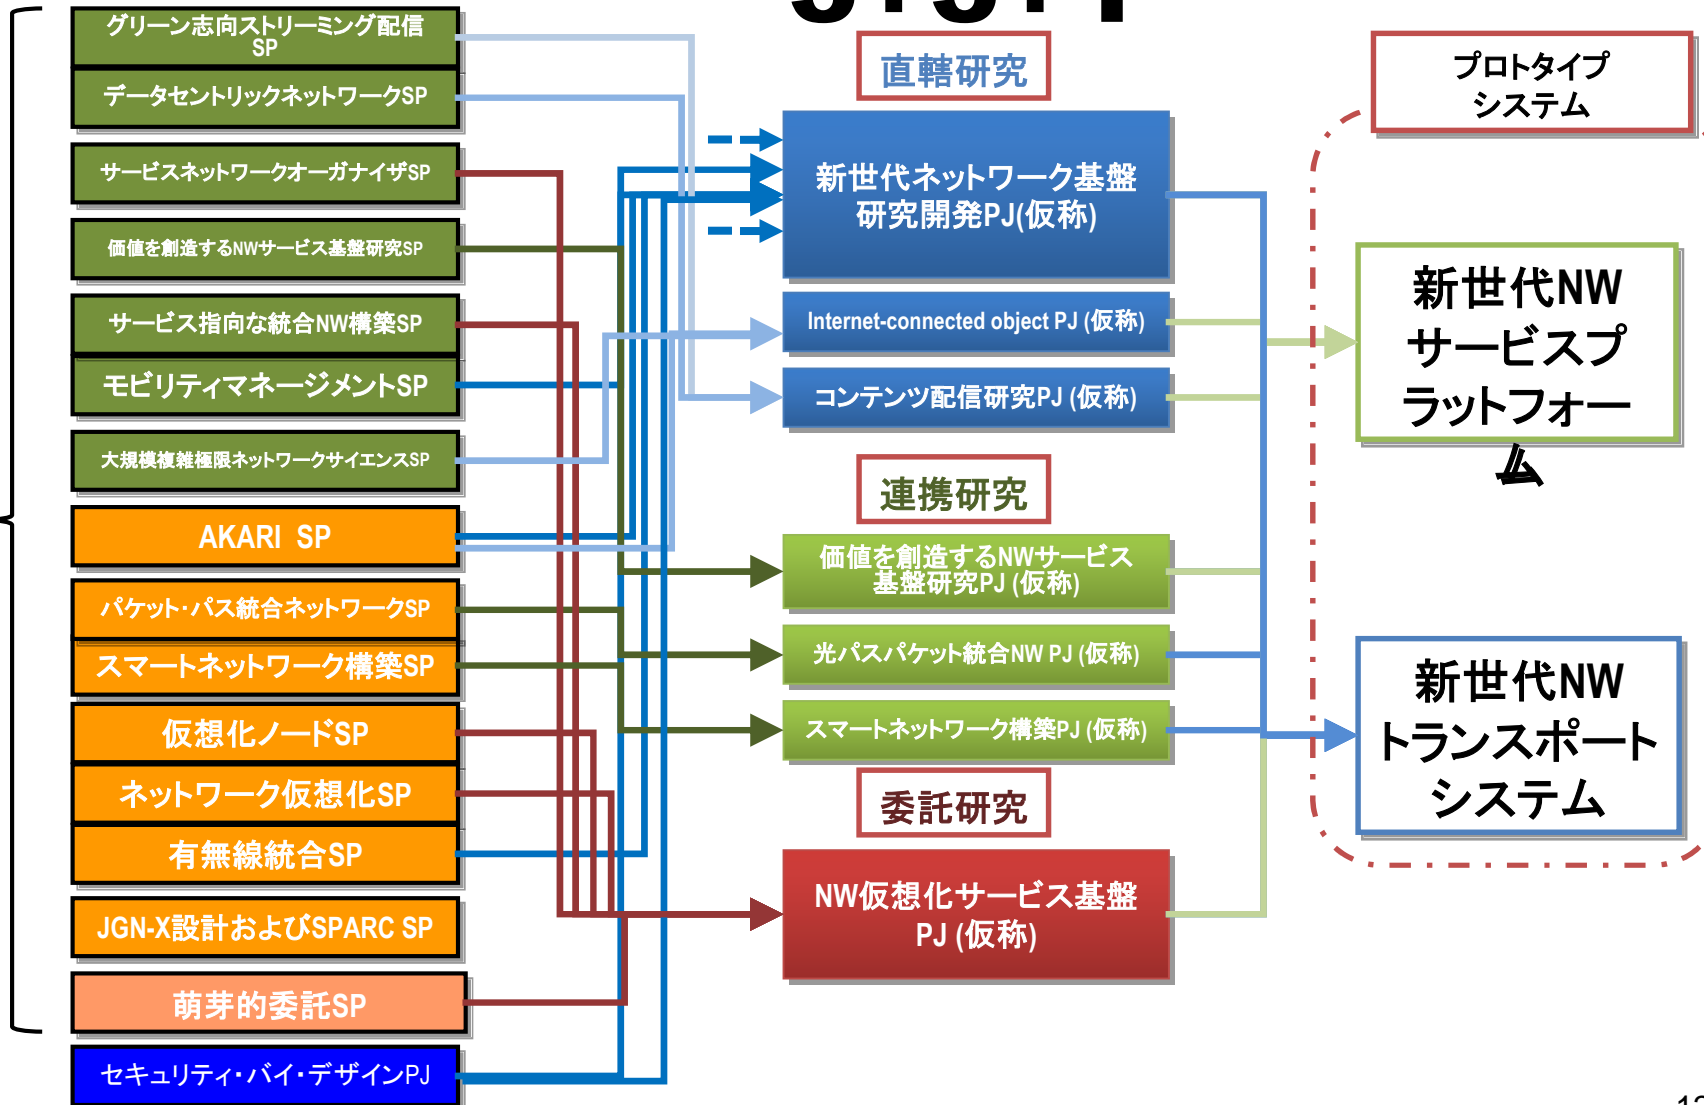 グリーン志向ストリーミング配信
SP
データセントリックネットワークSP
サービスネットワークオーガナイザSP
価値を創造するNWサービス基盤研究SP
サービス指向な統合NW構築SP
モビリティマネージメントSP
大規模複雑極限ネットワークサイエンスSP
AKARI SP
パケット・パス統合ネットワークSP
スマートネットワーク構築SP
仮想化ノードSP
ネットワーク仮想化SP
有無線統合SP
JGN-X設計およびSPARC SP
萌芽的委託SP
セキュリティ・バイ・デザインPJ
直轄研究
新世代ネットワーク基盤
研究開発PJ(仮称)
Internet-connected object PJ (仮称)
コンテンツ配信研究PJ (仮称)
連携研究
価値を創造するNWサービス
基盤研究PJ (仮称)
光パスパケット統合NW PJ (仮称)
スマートネットワーク構築PJ (仮称)
委託研究
NW仮想化サービス基盤
PJ (仮称)
プロトタイプ
システム
新世代NW
サービスプ
ラットフォー
ム
新世代NW
トランスポート
システム